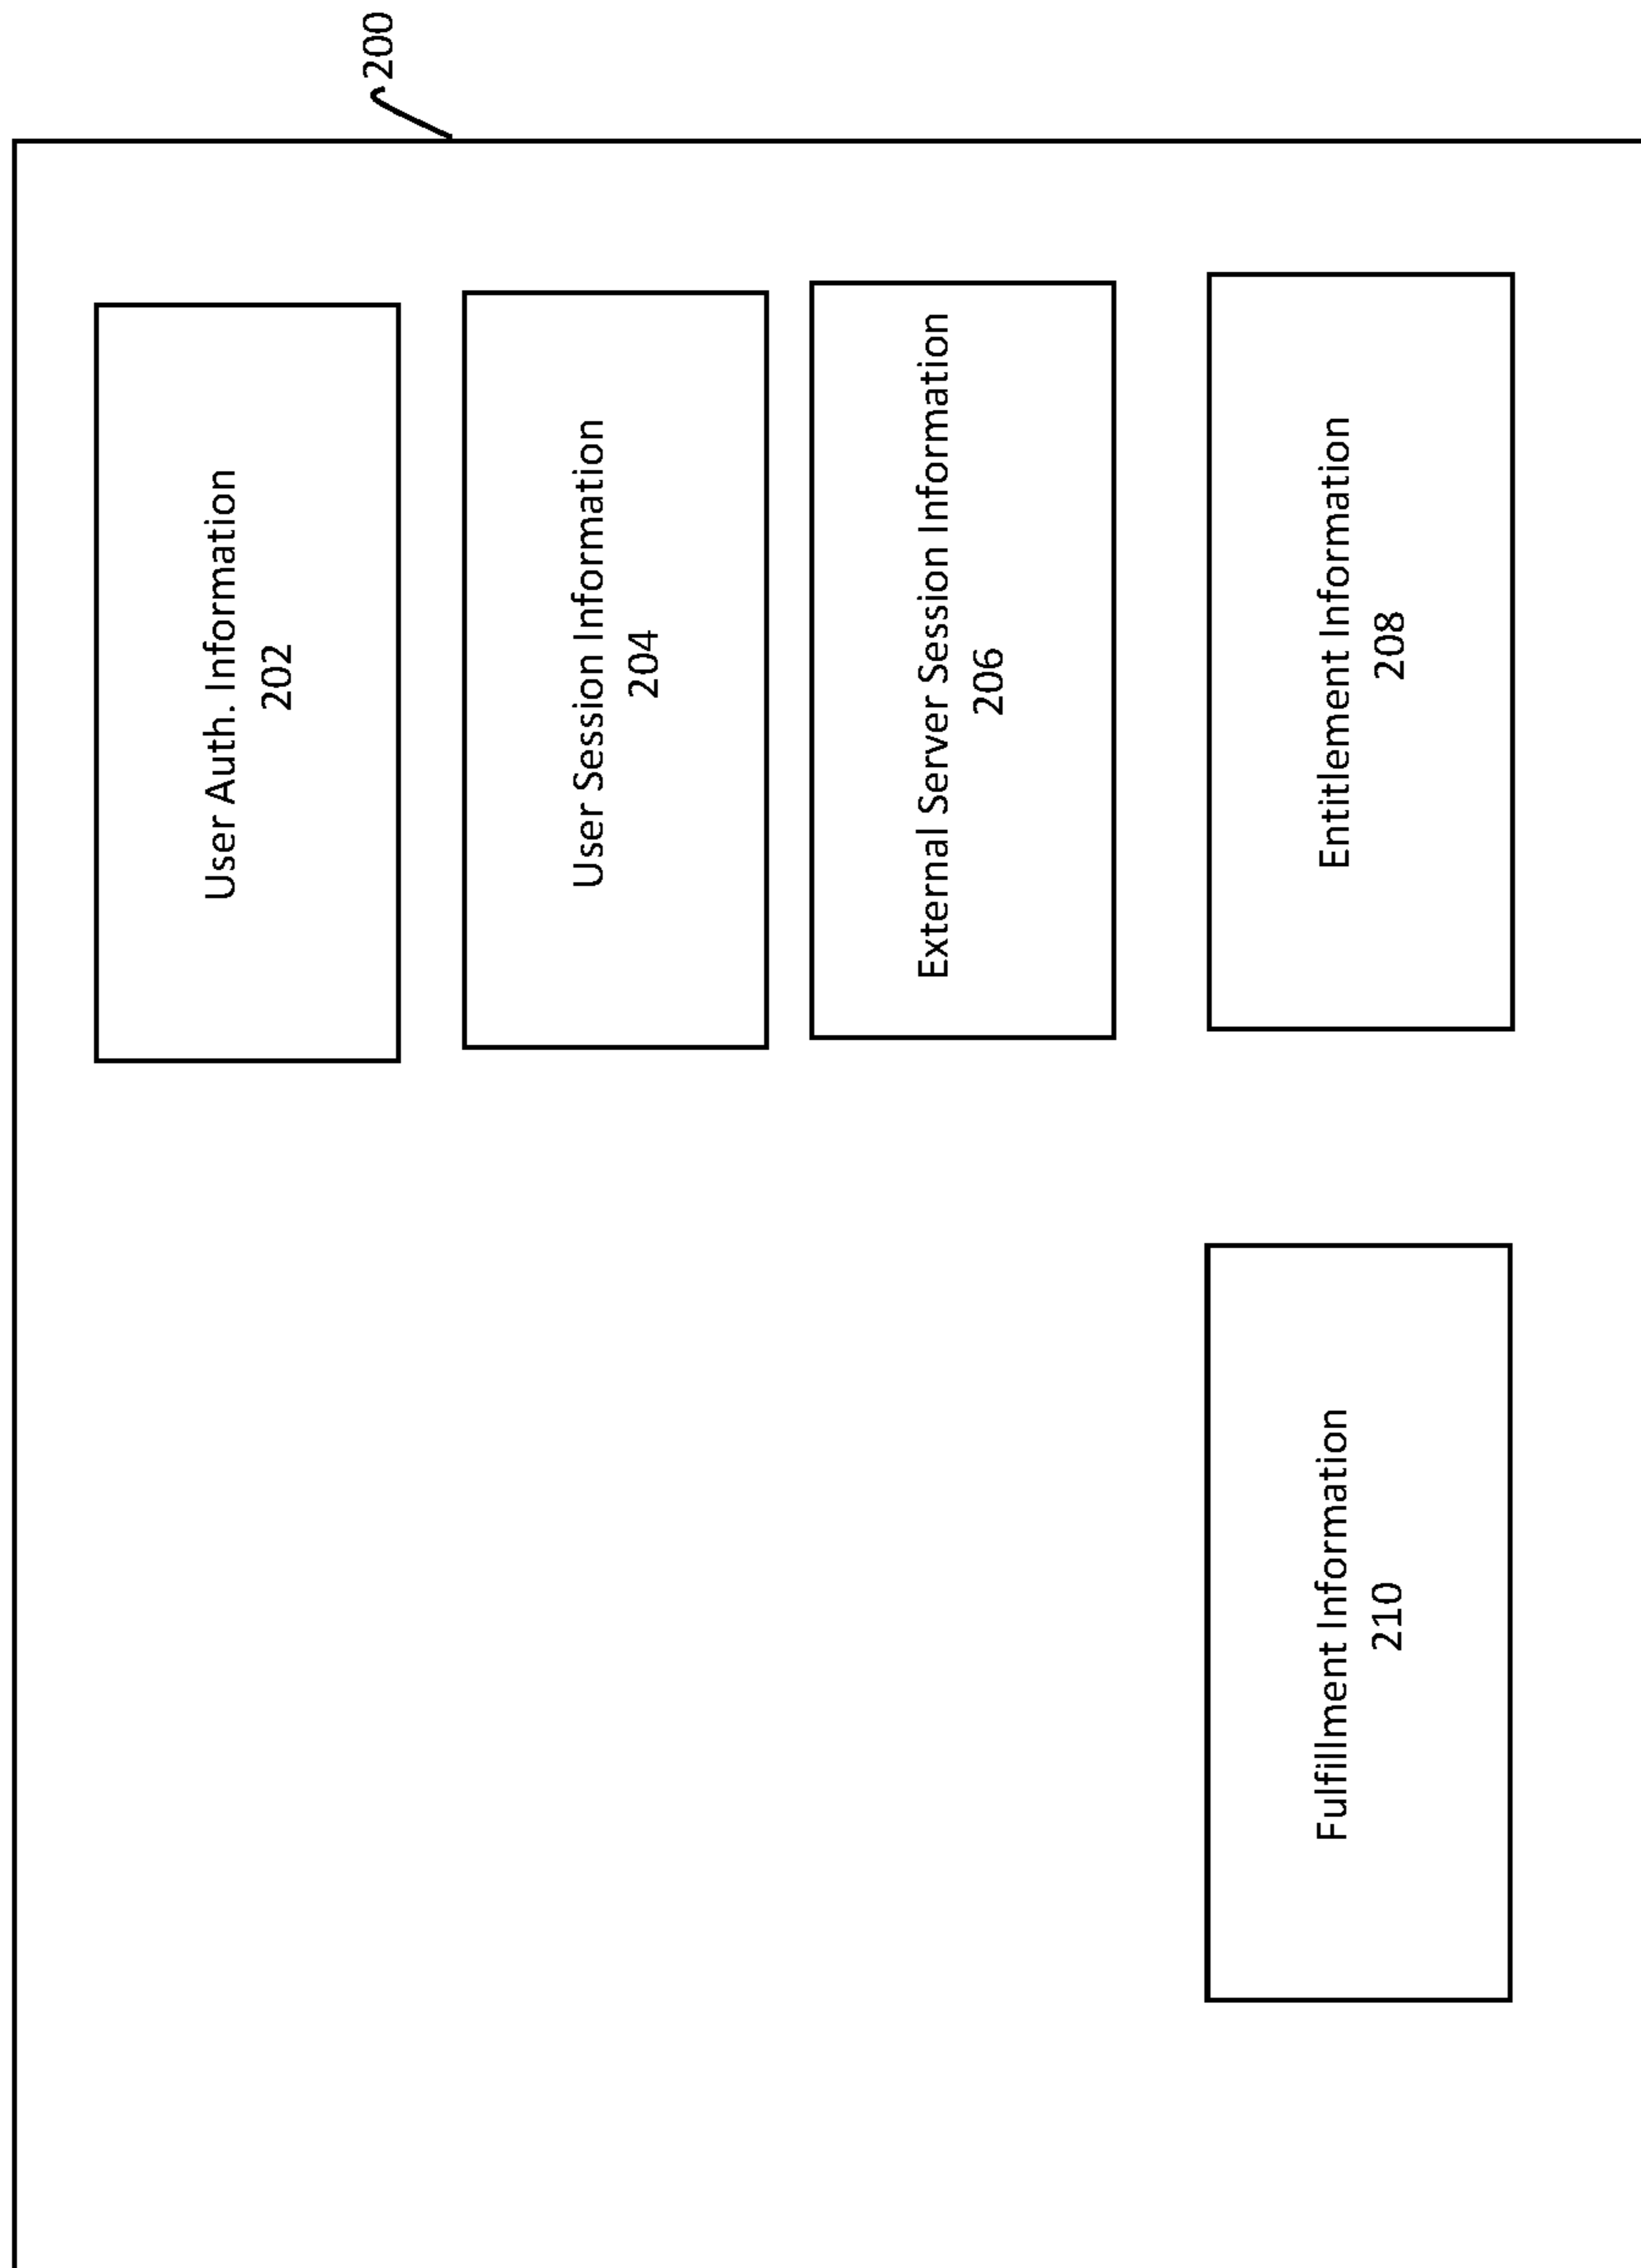 200
User Auth. Information
202
User Session Information
204
External Server Session Information
206
Entitlement Information
208
Fulfillment Information
210